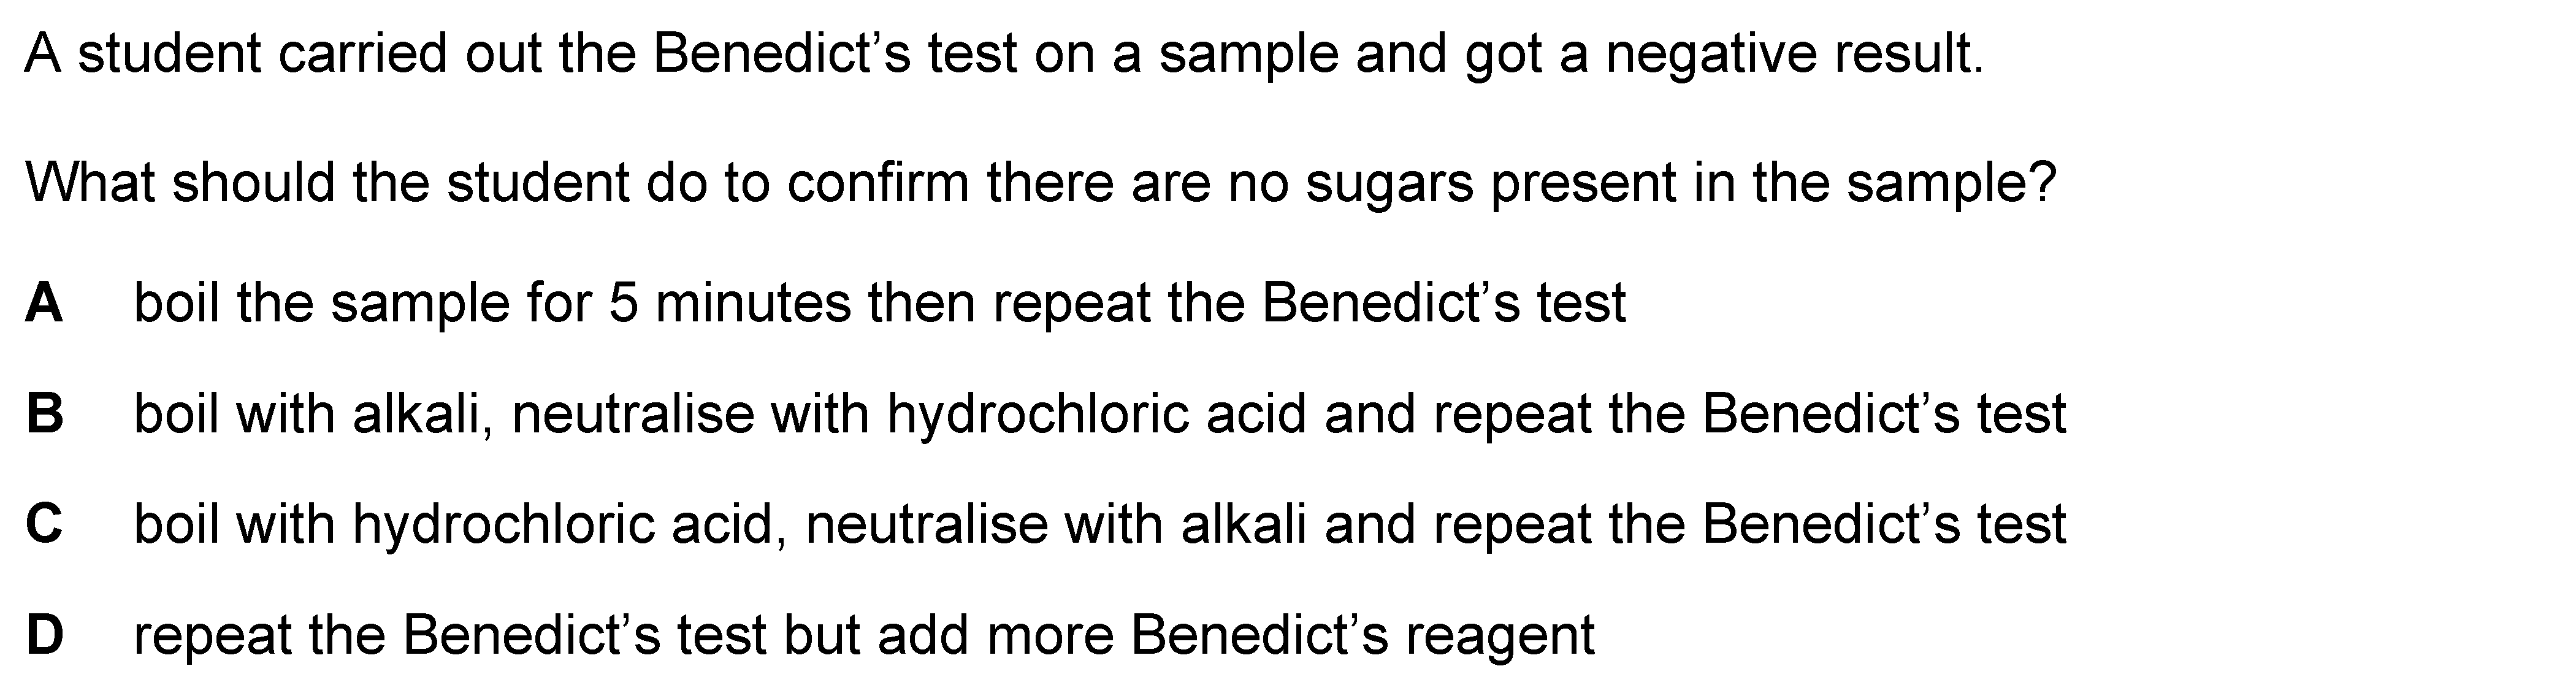 A student carried out the Benedict’s test on a sample and got a negative result.
What should the student do to confirm there are no sugars present in the sample?
A boil the sample for 5 minutes then repeat the Benedict’s test
B boil with alkali, neutralise with hydrochloric acid and repeat the Benedict’s test
C boil with hydrochloric acid, neutralise with alkali and repeat the Benedict’s test
D repeat the Benedict’s test but add more Benedict’s reagent